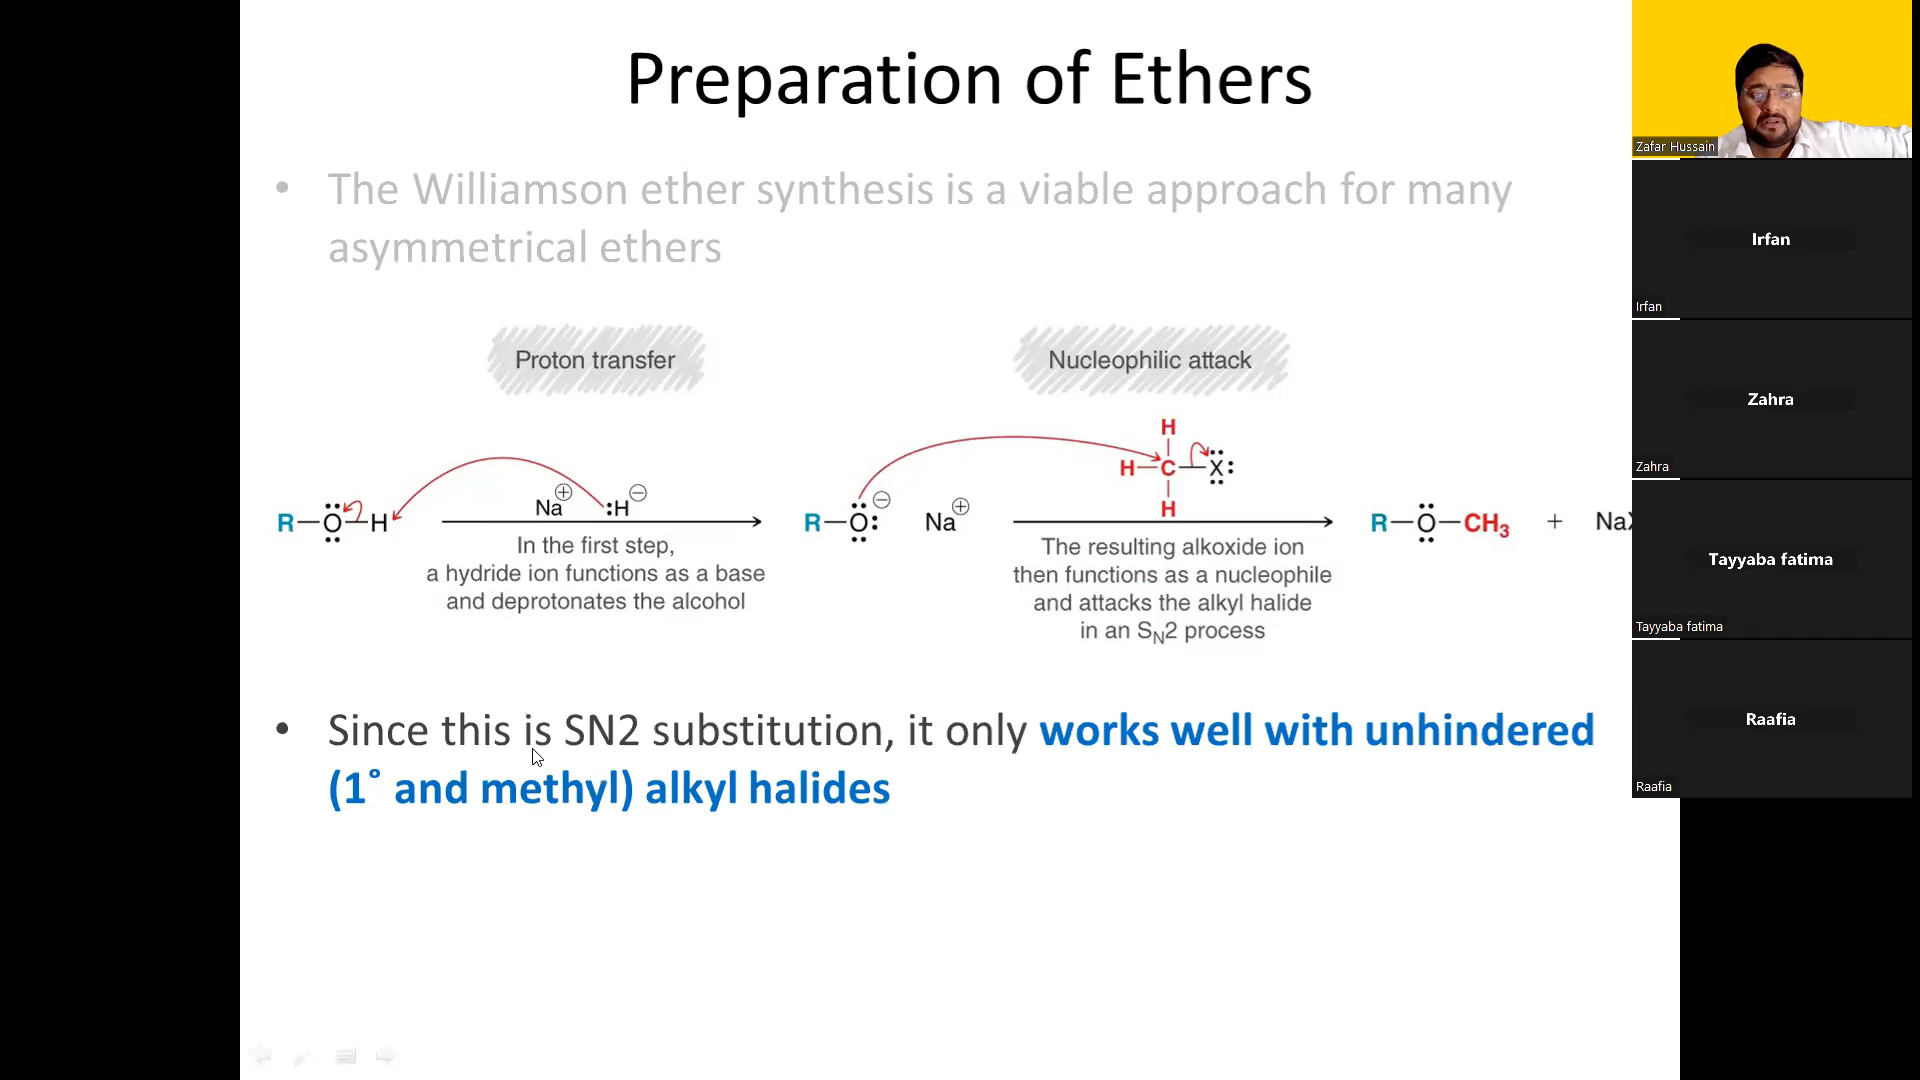 Preparation of Ethers
• The Williamson ether synthesis is a viable approach for many
asymmetrical ethers
Proton transfer
Nucleophilic attack
R—O—H
Na⊕ :H⊖
In the first step,
a hydride ion functions as a base
and deprotonates the alcohol
R—O:⊖ Na⊕
H
H—C—X:
H
The resulting alkoxide ion
then functions as a nucleophile
and attacks the alkyl halide
in an SN2 process
R—O—CH3 + NaX
• Since this is SN2 substitution, it only works well with unhindered
(1˚ and methyl) alkyl halides
Zafar Hussain
Irfan
Irfan
Zahra
Zahra
Tayyaba fatima
Tayyaba fatima
Raafia
Raafia